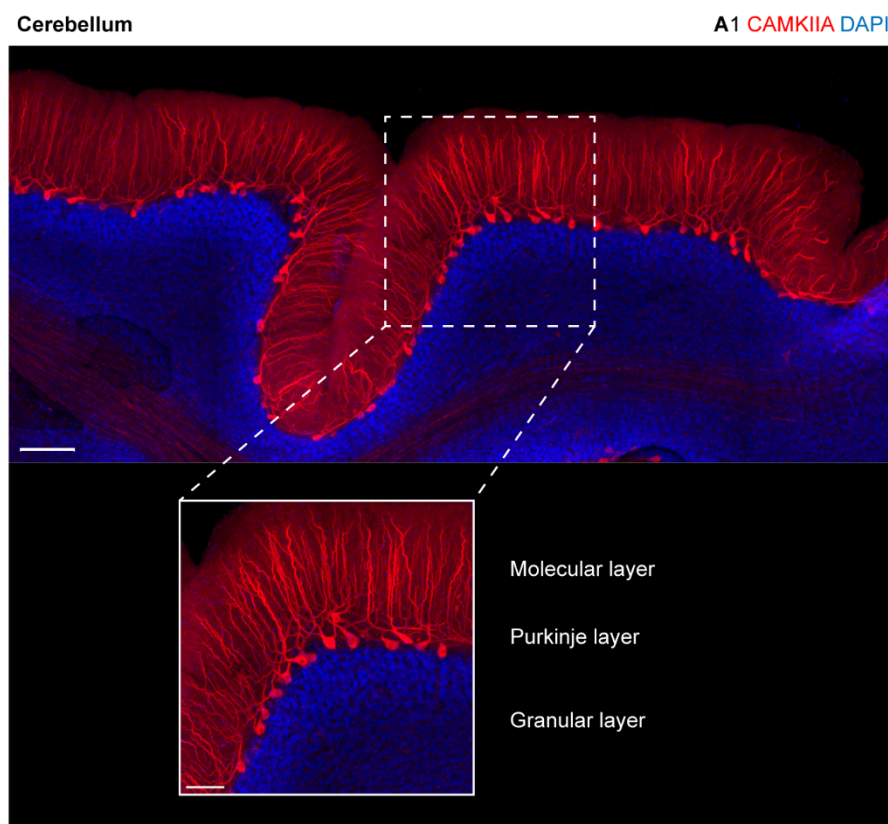 Cerebellum
A1 CAMKIIA DAPI
Molecular layer
Purkinje layer
Granular layer